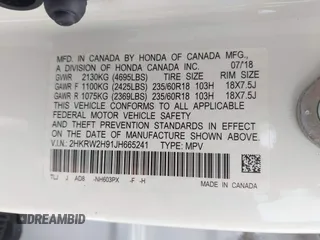 MFD. IN CANADA BY HONDA OF CANADA MFG.,
A DIVISION OF HONDA CANADA INC. 07/18
GVWR 2130KG (4695LBS) TIRE SIZE RIM SIZE
GAWR F 1100KG (2425LBS) 235/60R18 103H 18X7.5J
GAWR R 1075KG (2369LBS) 235/60R18 103H 18X7.5J
THIS VEHICLE CONFORMS TO ALL APPLICABLE
FEDERAL MOTOR VEHICLE SAFETY
AND THEFT PREVENTION STANDARDS IN EFFECT
ON THE DATE OF MANUFACTURE SHOWN ABOVE.
V.I.N.: 2HKRW2H91JH665241 TYPE: MPV
TLJ J AD8 -NH603PX -F -H MADE IN CANADA
DREAMBID